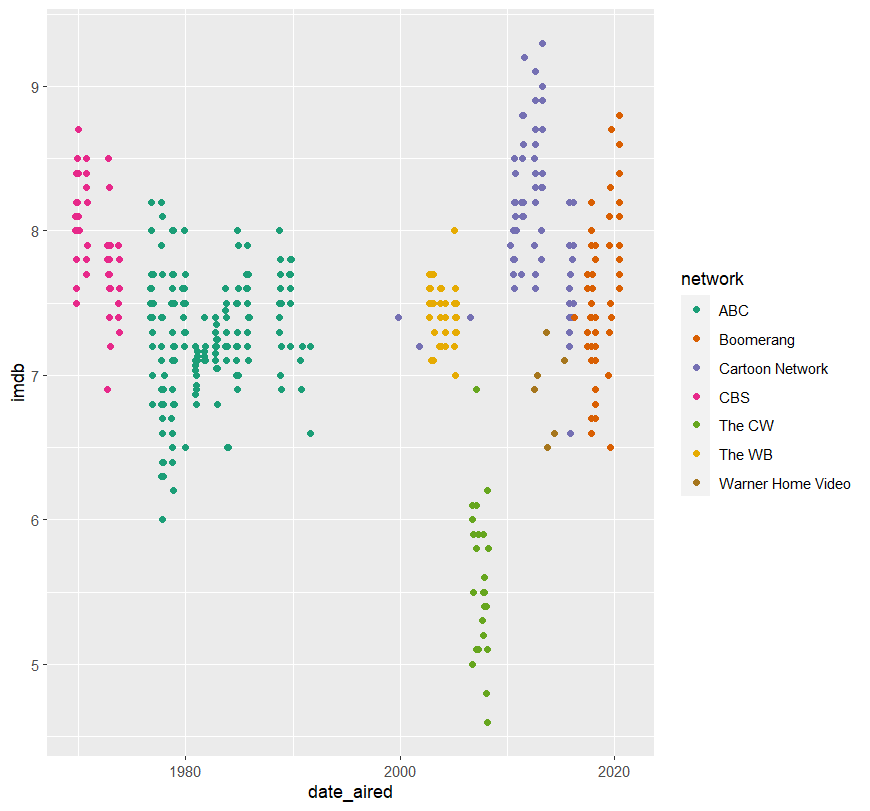 9
8
7
6
5
imdb
1980
2000
2020
date_aired
network
ABC
Boomerang
Cartoon Network
CBS
The CW
The WB
Warner Home Video